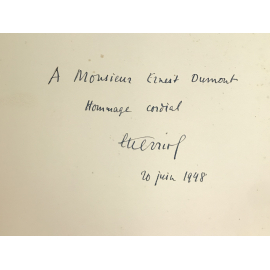 A Monsieur Ernest Dumont
Hommage cordial
20 juin 1948